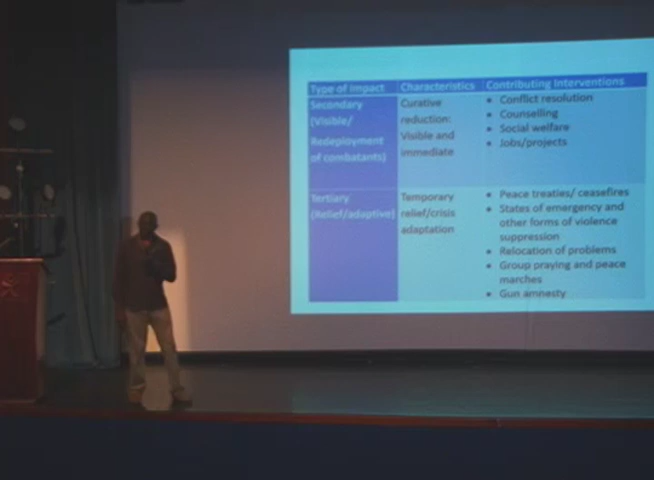 Type of impact Characteristics Contributing Interventions
Secondary
(Visible/
Redeployment
of combatants)
Curative
reduction:
Visible and
immediate
• Conflict resolution
• Counselling
• Social welfare
• Jobs/projects
Tertiary
(Relief/adaptive)
Temporary
relief/crisis
adaptation
• Peace treaties/ ceasefires
• States of emergency and
other forms of violence
suppression
• Relocation of problems
• Group praying and peace
marches
• Gun amnesty